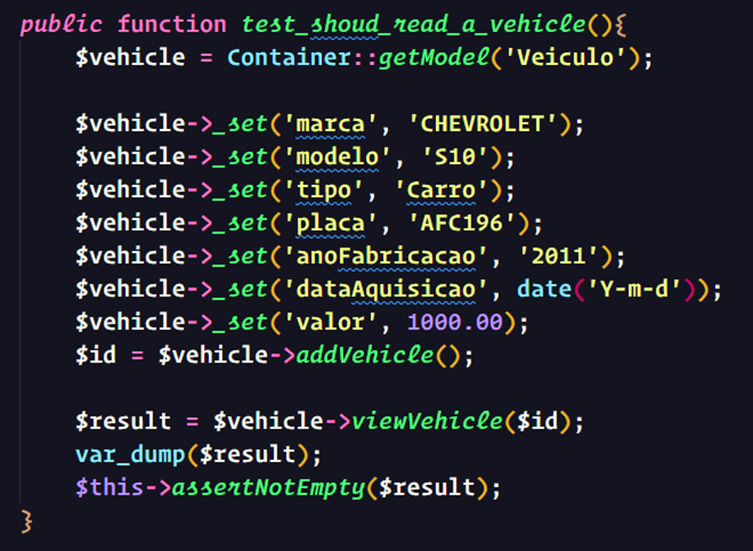 public function test_shoud_read_a_vehicle(){
$vehicle = Container::getModel('Veiculo');
$vehicle->_set('marca', 'CHEVROLET');
$vehicle->_set('modelo', 'S10');
$vehicle->_set('tipo', 'Carro');
$vehicle->_set('placa', 'AFC196');
$vehicle->_set('anoFabricacao', '2011');
$vehicle->_set('dataAquisicao', date('Y-m-d'));
$vehicle->_set('valor', 1000.00);
$id = $vehicle->addVehicle();
$result = $vehicle->viewVehicle($id);
var_dump($result);
$this->assertNotEmpty($result);
}